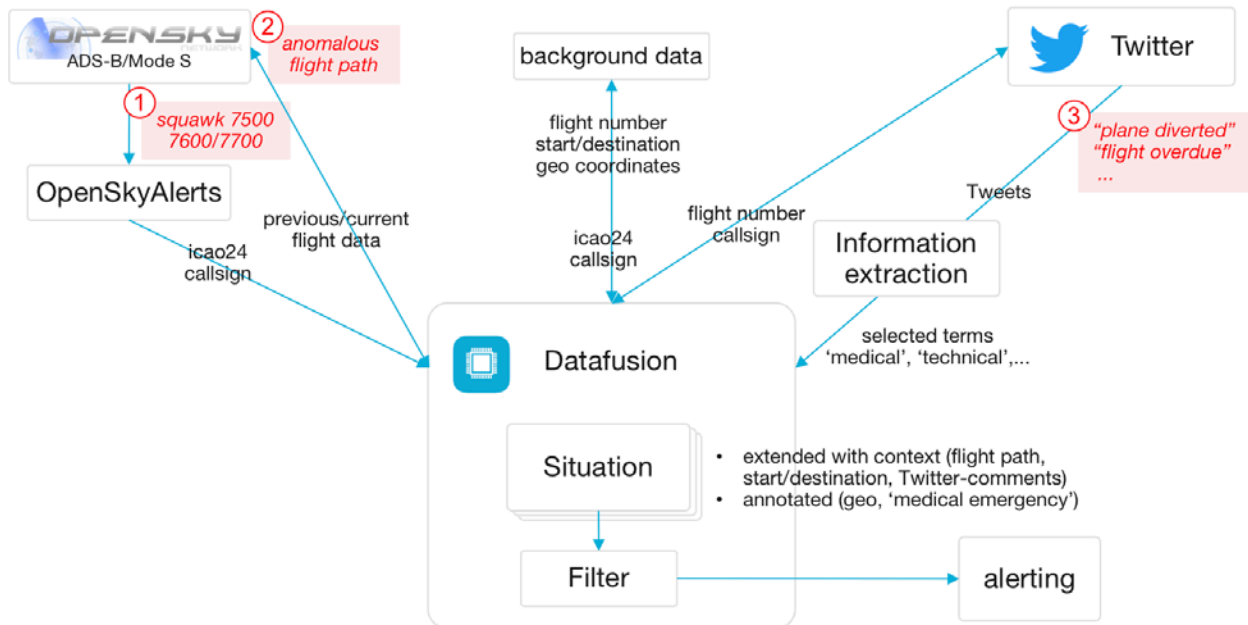 OPENSKY
NETWORK
ADS-B/Mode S
2
anomalous
flight path
1
squawk 7500
7600/7700
OpenSkyAlerts
icao24
callsign
previous/current
flight data
background data
flight number
start/destination
geo coordinates
icao24
callsign
Twitter
3
“plane diverted”
“flight overdue”
...
Tweets
flight number
callsign
Information
extraction
selected terms
‘medical’, ‘technical’,...
Datafusion
Situation
• extended with context (flight path,
start/destination, Twitter-comments)
• annotated (geo, ‘medical emergency’)
Filter
alerting